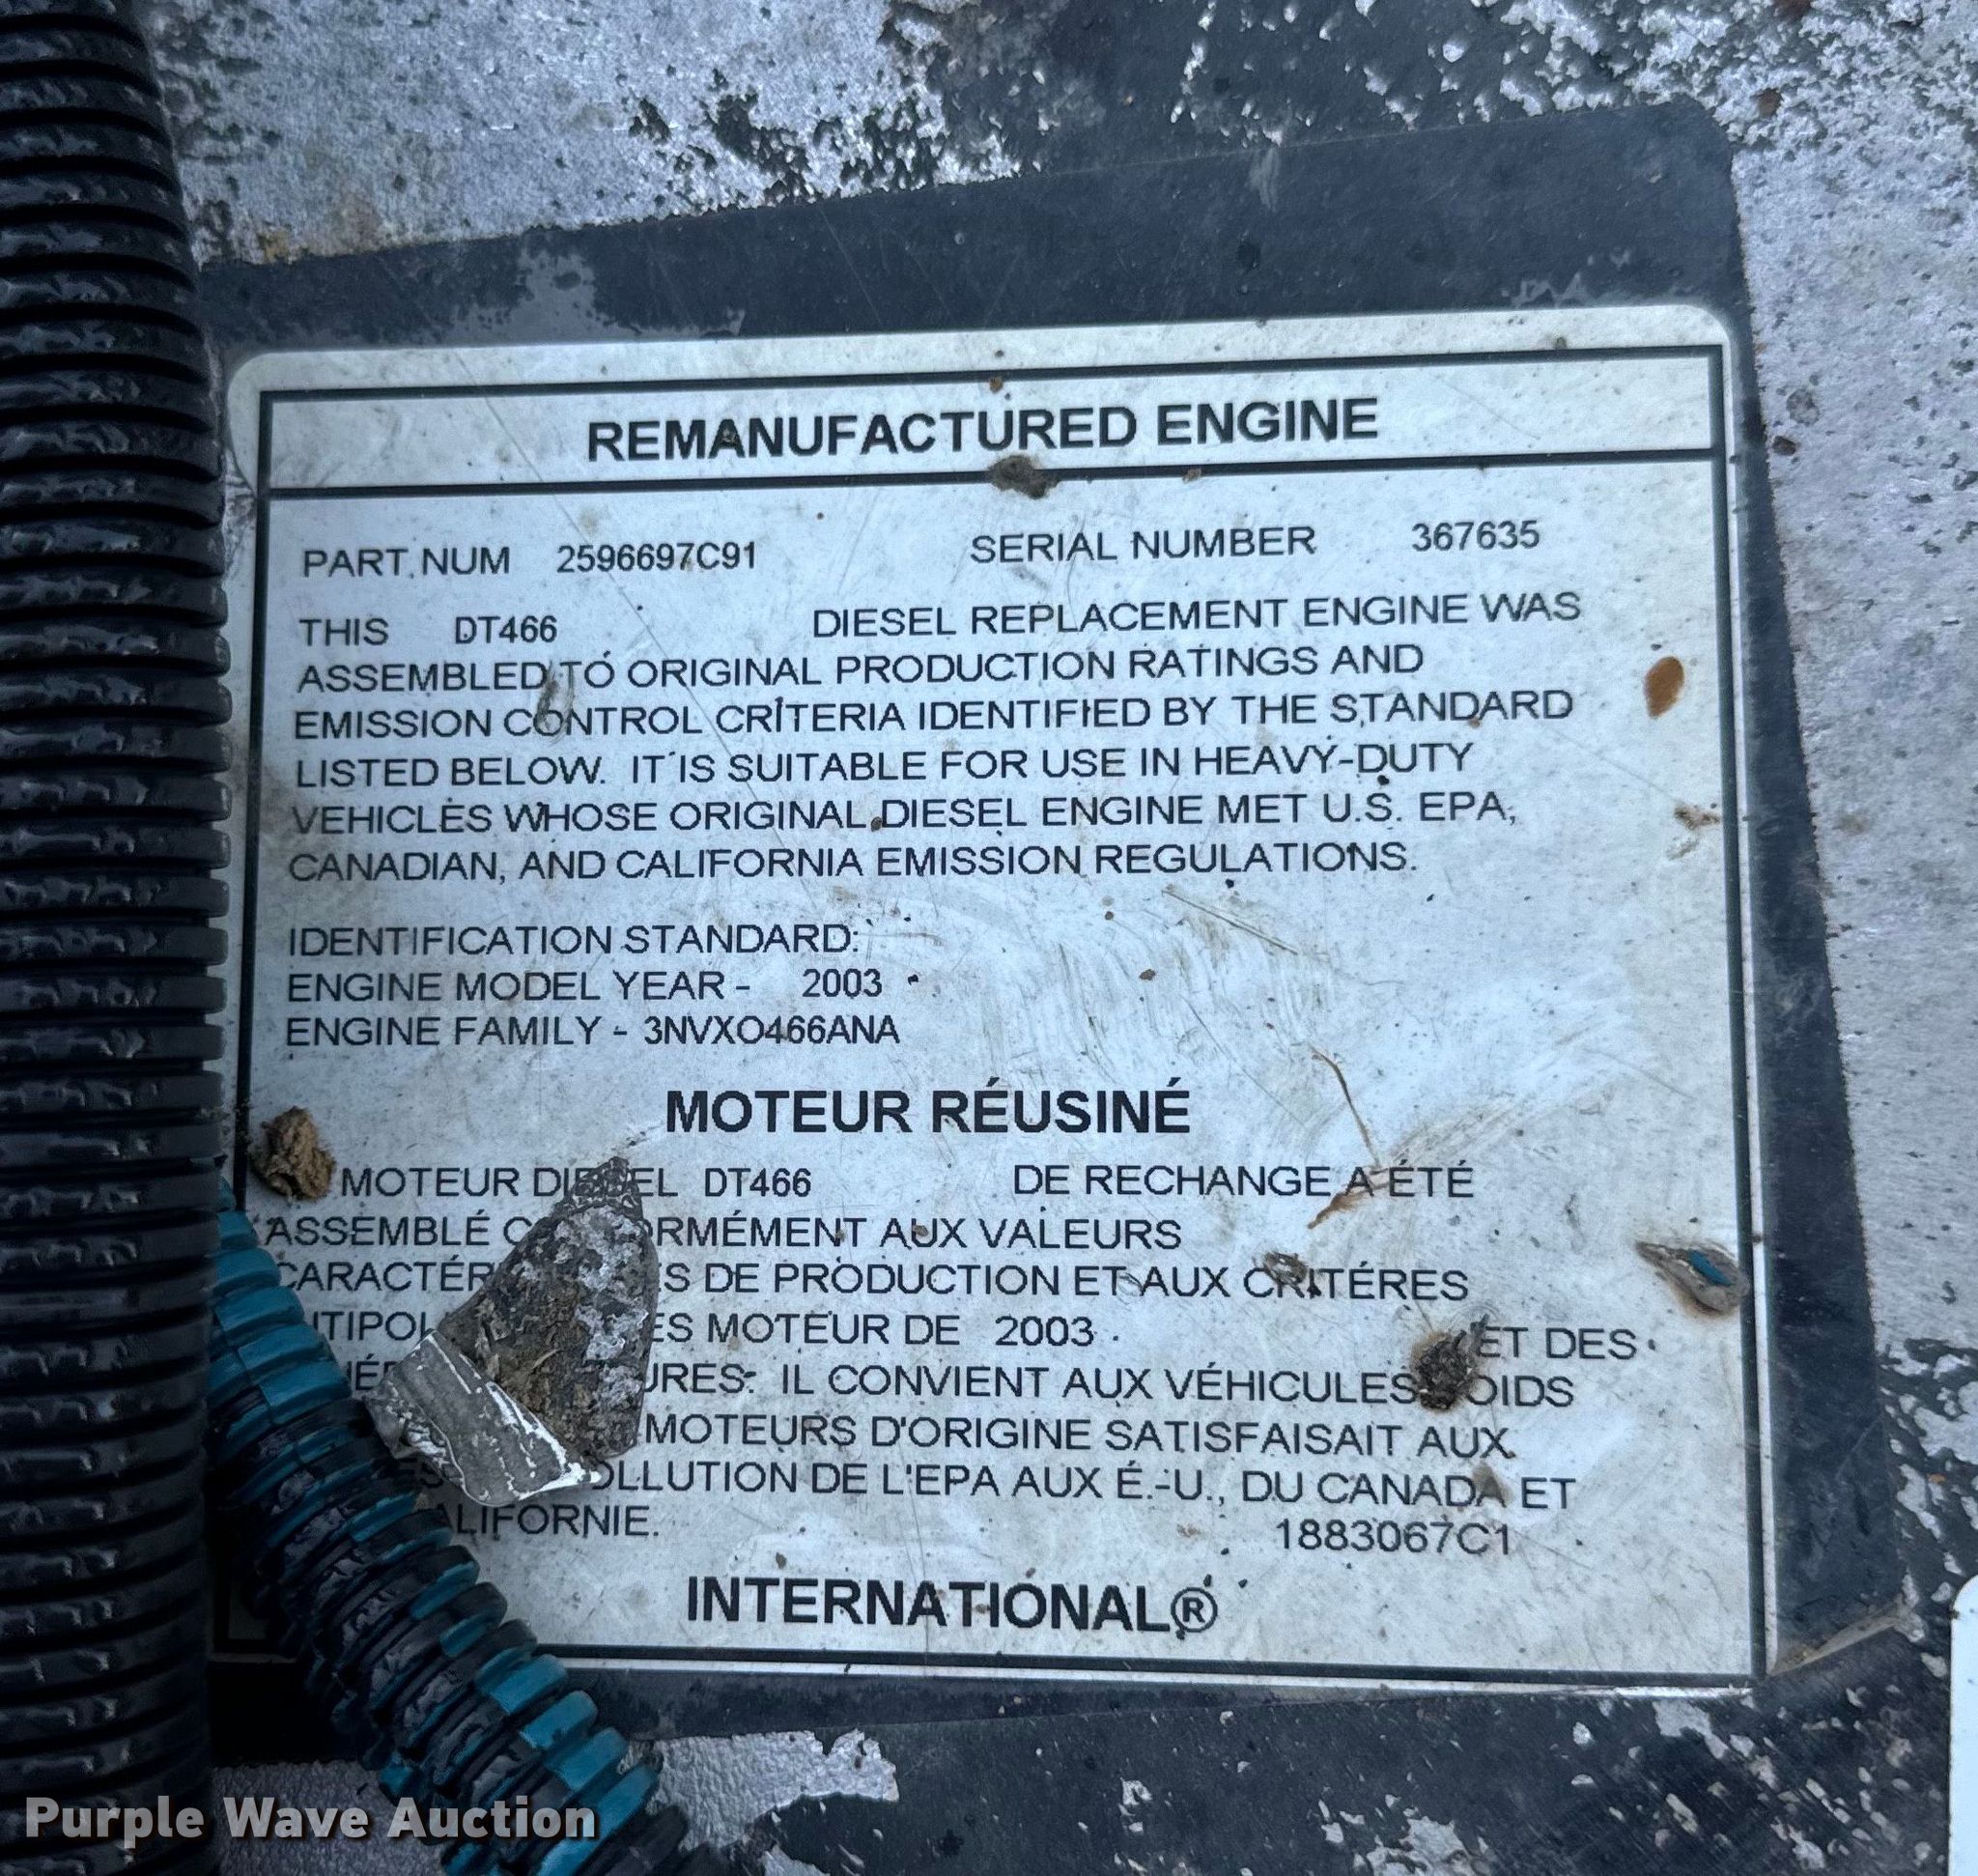 REMANUFACTURED ENGINE
PART NUM 2596697C91 SERIAL NUMBER 367635
THIS DT466 DIESEL REPLACEMENT ENGINE WAS
ASSEMBLED TO ORIGINAL PRODUCTION RATINGS AND
EMISSION CONTROL CRITERIA IDENTIFIED BY THE STANDARD
LISTED BELOW. IT IS SUITABLE FOR USE IN HEAVY-DUTY
VEHICLES WHOSE ORIGINAL DIESEL ENGINE MET U.S. EPA,
CANADIAN, AND CALIFORNIA EMISSION REGULATIONS.
IDENTIFICATION STANDARD:
ENGINE MODEL YEAR - 2003
ENGINE FAMILY - 3NVXO466ANA
MOTEUR RÉUSINÉ
MOTEUR DIESEL DT466 DE RECHANGE A ÉTÉ
ASSEMBLÉ AUX VALEURS
DE PRODUCTION ET AUX CRITÉRES
MOTEUR DE 2003 ET DES
IL CONVIENT AUX VÉHICULES
MOTEURS D'ORIGINE SATISFAISAIT AUX
DE L'EPA AUX É.-U., DU CANADA ET
1883067C1
INTERNATIONAL®
Purple Wave Auction